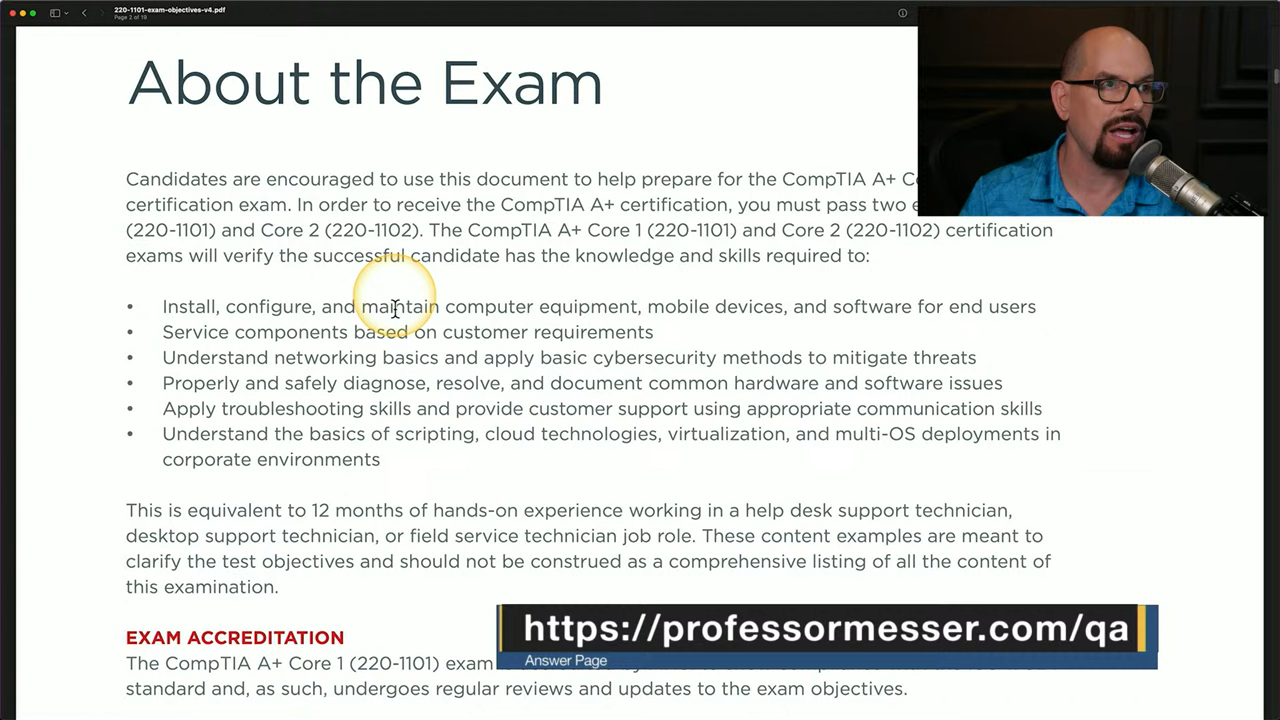 220-1101-exam-objectives-v4.pdf
Page 2 of 19
About the Exam
Candidates are encouraged to use this document to help prepare for the CompTIA A+ Co
certification exam. In order to receive the CompTIA A+ certification, you must pass two e
(220-1101) and Core 2 (220-1102). The CompTIA A+ Core 1 (220-1101) and Core 2 (220-1102) certification
exams will verify the successful candidate has the knowledge and skills required to:
• Install, configure, and maintain computer equipment, mobile devices, and software for end users
• Service components based on customer requirements
• Understand networking basics and apply basic cybersecurity methods to mitigate threats
• Properly and safely diagnose, resolve, and document common hardware and software issues
• Apply troubleshooting skills and provide customer support using appropriate communication skills
• Understand the basics of scripting, cloud technologies, virtualization, and multi-OS deployments in
corporate environments
This is equivalent to 12 months of hands-on experience working in a help desk support technician,
desktop support technician, or field service technician job role. These content examples are meant to
clarify the test objectives and should not be construed as a comprehensive listing of all the content of
this examination.
EXAM ACCREDITATION
The CompTIA A+ Core 1 (220-1101) exam
standard and, as such, undergoes regular reviews and updates to the exam objectives.
https://professormesser.com/qa
Answer Page